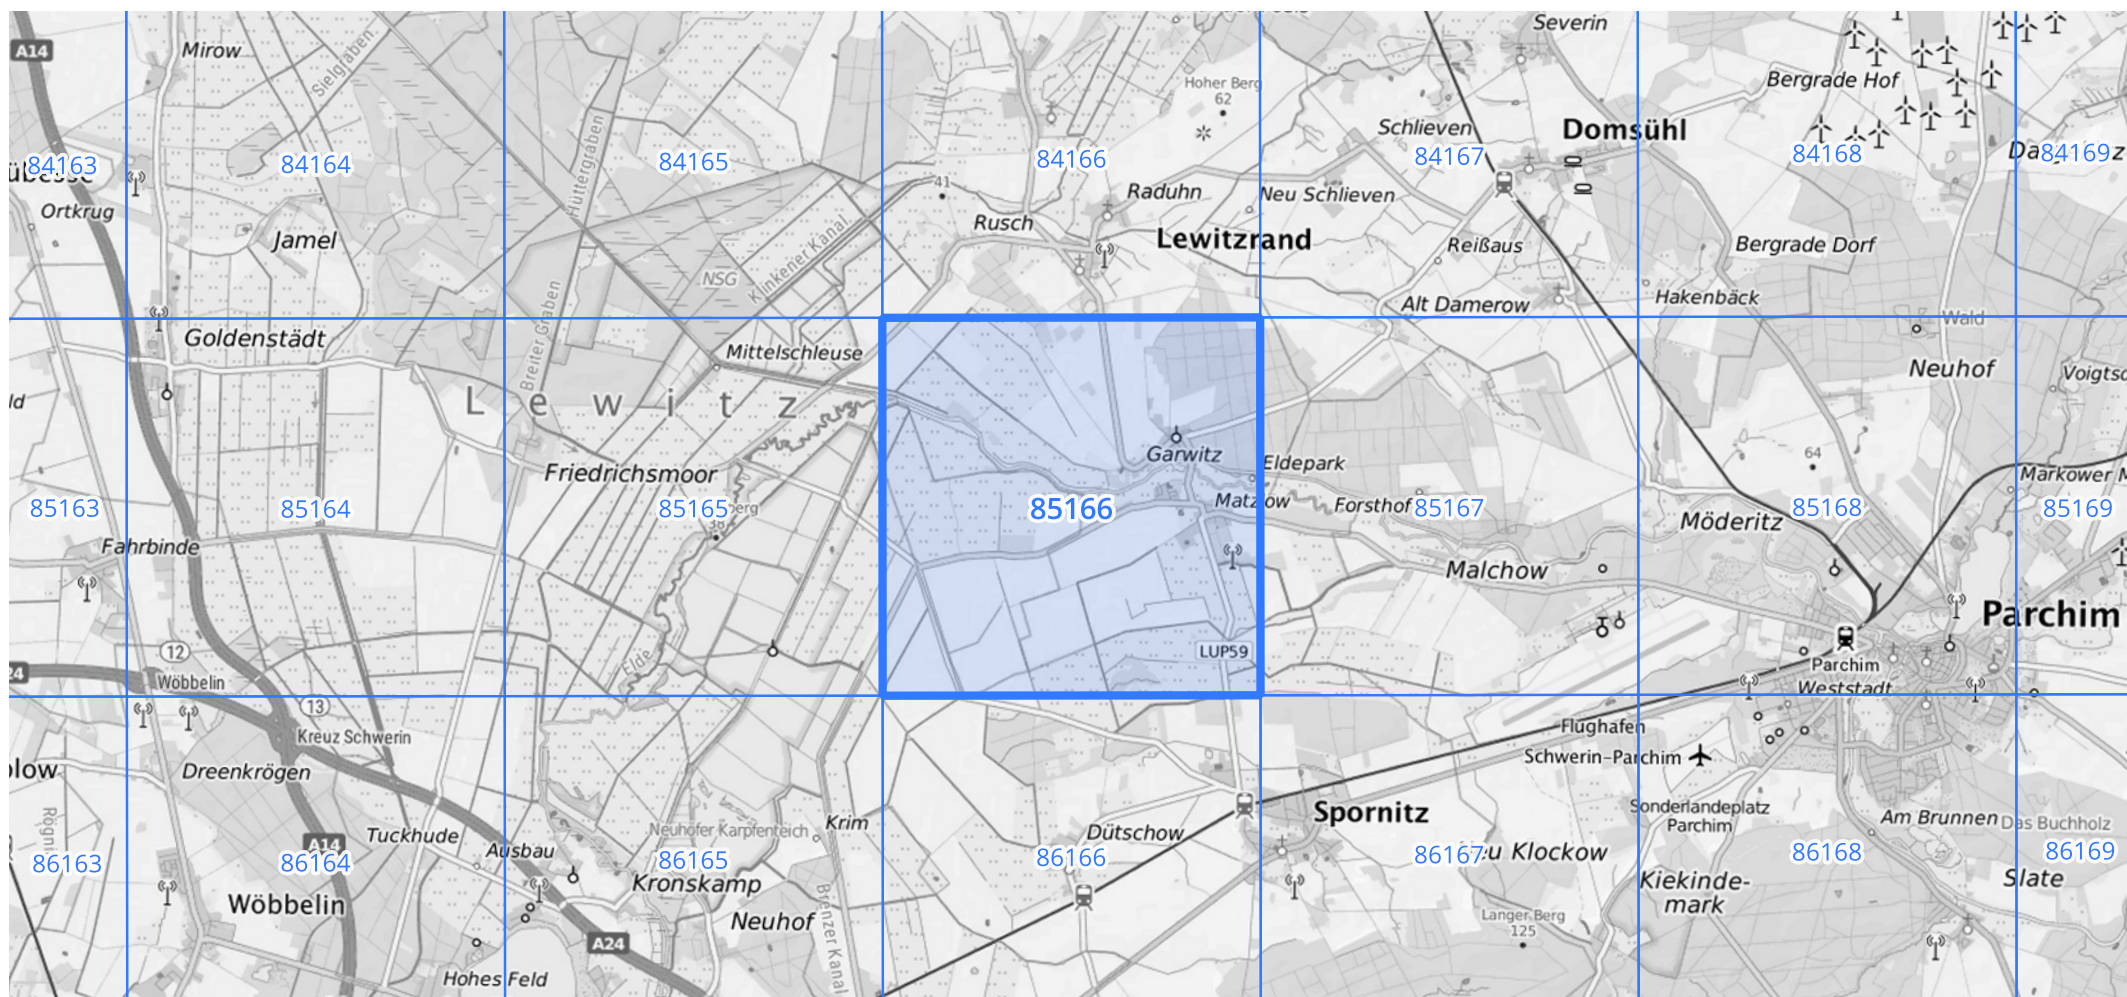 A14
Mirow
Sielgraben
Hüttergraben
Hoher Berg
62
Severin
Bergrade Hof
Schlieven
Domsühl
84163
84164
84165
84166
84167
84168
84169
Ortkrug
Jamel
41
Raduhn
Rusch
Neu Schlieven
Lewitzrand
Reißaus
Bergrade Dorf
NSG
Klinkener Kanal
Breiter Graben
Alt Damerow
Hakenbäck
Goldenstädt
Mittelschleuse
Wald
Neuhof
Lewitz
Friedrichsmoor
Garwitz
Eldepark
64
Matzlow
Forsthof
85163
85164
85165
38
85166
85167
85168
85169
Möderitz
Fahrbinde
Malchow
Parchim
12
Wöbbelin
Elde
LUP59
Parchim
Weststadt
13
Kreuz Schwerin
Flughafen
Schwerin-Parchim
Dreenkrögen
Sonderlandeplatz
Parchim
Am Brunnen
Das Buchholz
A14
Tuckhude
Ausbau
Neuhöfer Karpfenteich
Krim
Dütschow
Spornitz
86163
86164
86165
86166
86167
86168
86169
Klockow
Wöbbelin
Kronskamp
Neuhof
Brenzer Kanal
Kiekinde-
mark
Slate
Langer Berg
125
A24
Hohes Feld